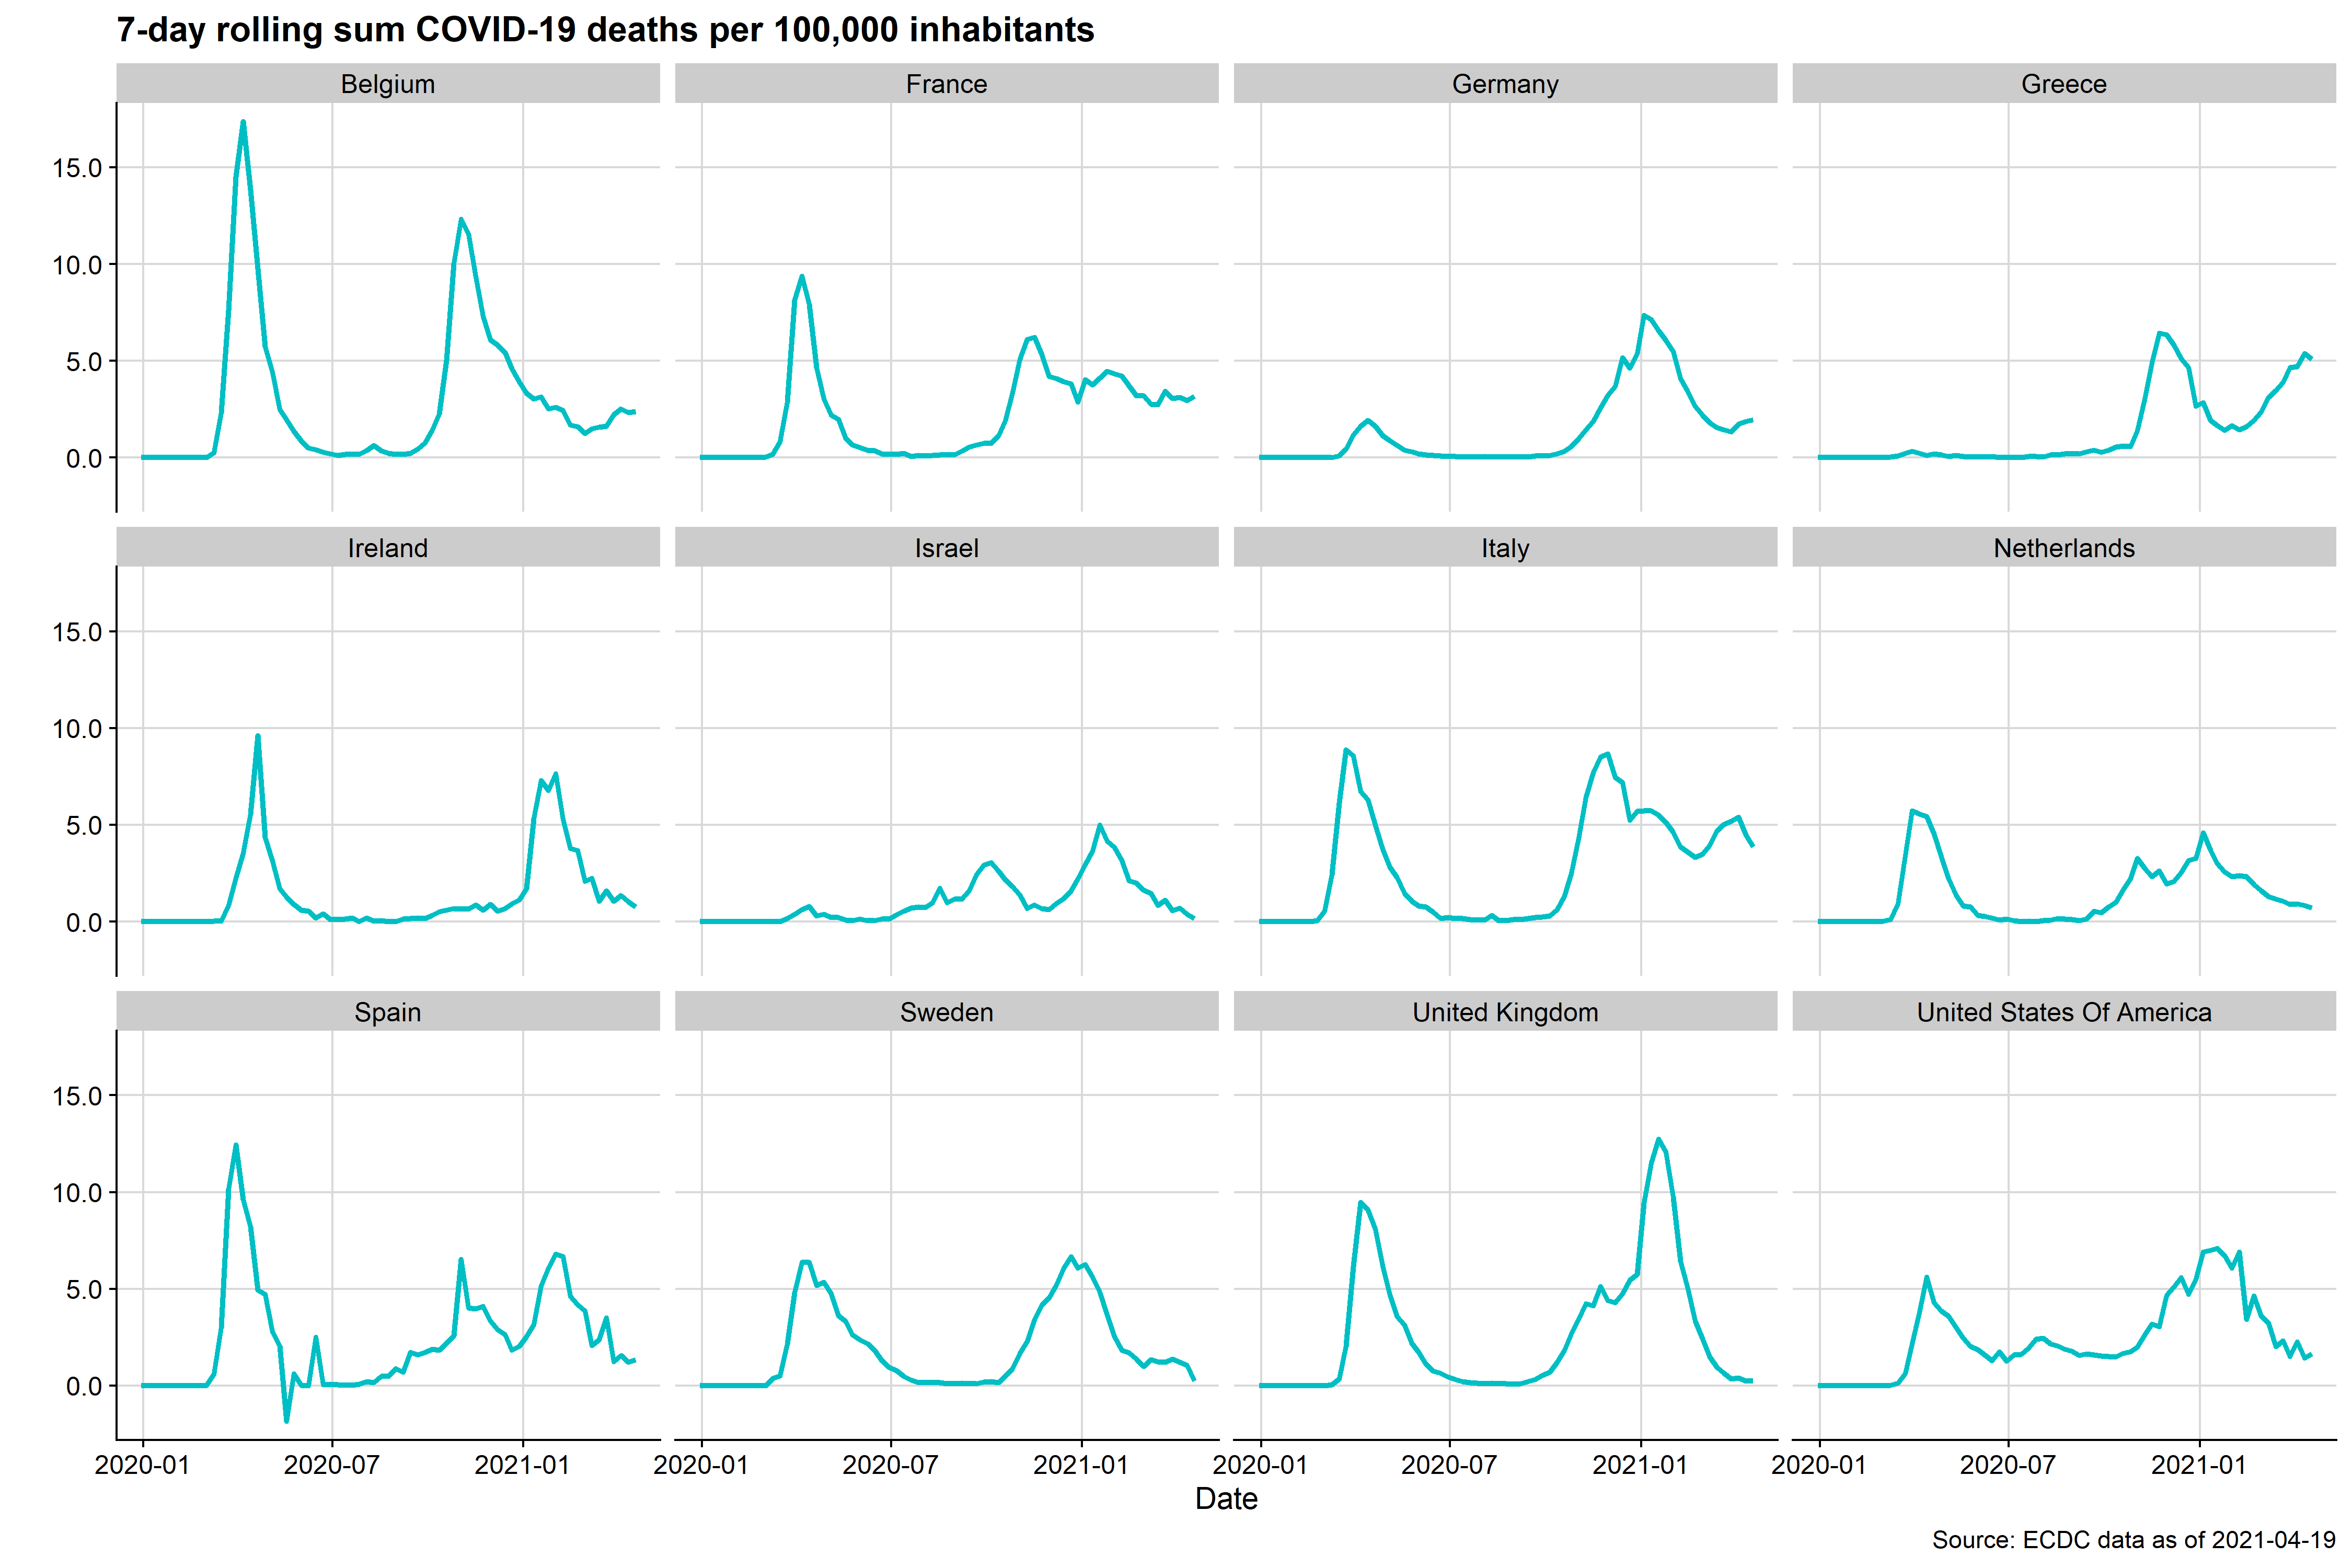 7-day rolling sum COVID-19 deaths per 100,000 inhabitants
Belgium
France
Germany
Greece
15.0
10.0
5.0
0.0
Ireland
Israel
Italy
Netherlands
15.0
10.0
5.0
0.0
Spain
Sweden
United Kingdom
United States Of America
15.0
10.0
5.0
0.0
2020-01 2020-07 2021-01 2020-01 2020-07 2021-01 2020-01 2020-07 2021-01 2020-01 2020-07 2021-01
Date
Source: ECDC data as of 2021-04-19